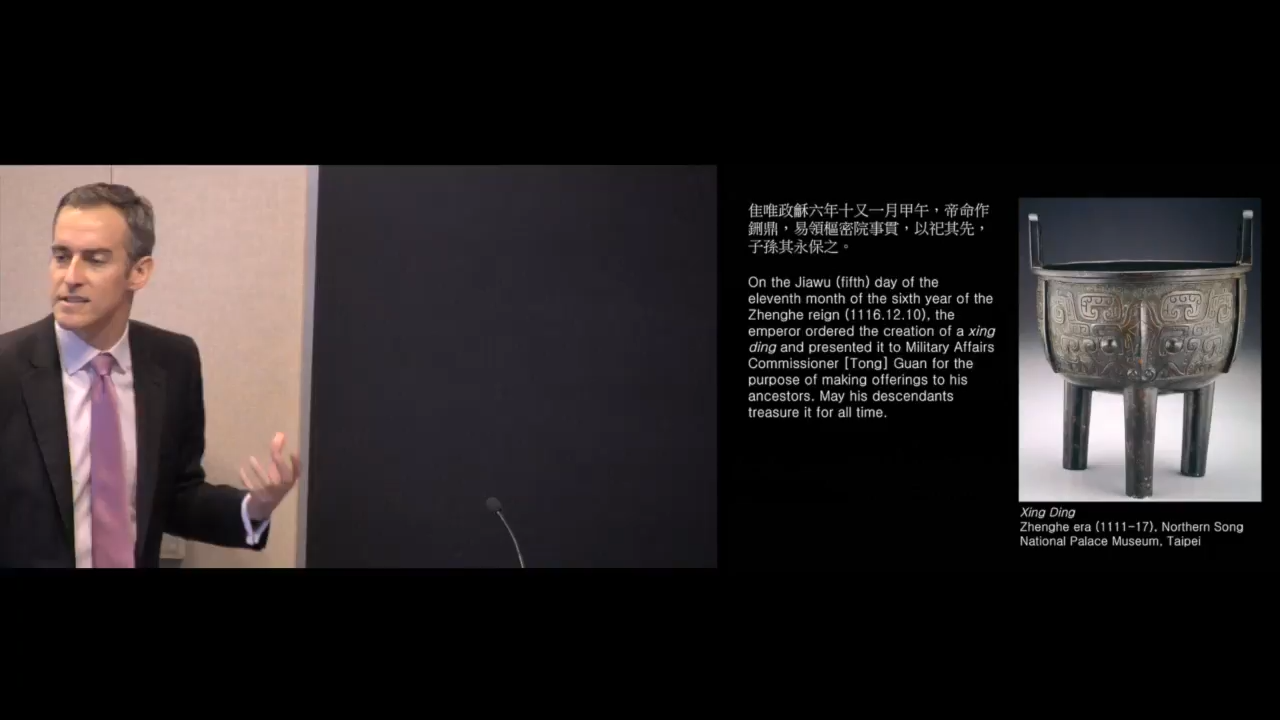 隹唯政龢六年十又一月甲午，帝命作
鉶鼎，易領樞密院事貫，以祀其先，
子孫其永保之。
On the Jiawu (fifth) day of the
eleventh month of the sixth year of the
Zhenghe reign (1116.12.10), the
emperor ordered the creation of a xing
ding and presented it to Military Affairs
Commissioner [Tong] Guan for the
purpose of making offerings to his
ancestors. May his descendants
treasure it for all time.
Xing Ding
Zhenghe era (1111-17), Northern Song
National Palace Museum, Taipei